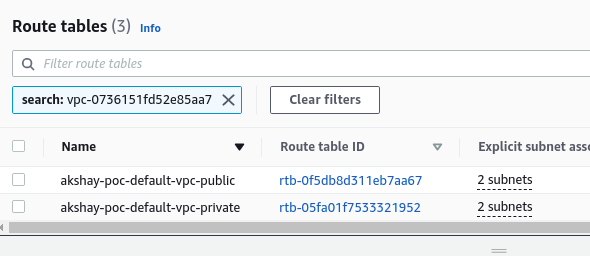 Route tables (3) Info
Filter route tables
search: vpc-0736151fd52e85aa7 Clear filters
Name Route table ID Explicit subnet asso
akshay-poc-default-vpc-public rtb-0f5db8d311eb7aa67 2 subnets
akshay-poc-default-vpc-private rtb-05fa01f7533321952 2 subnets